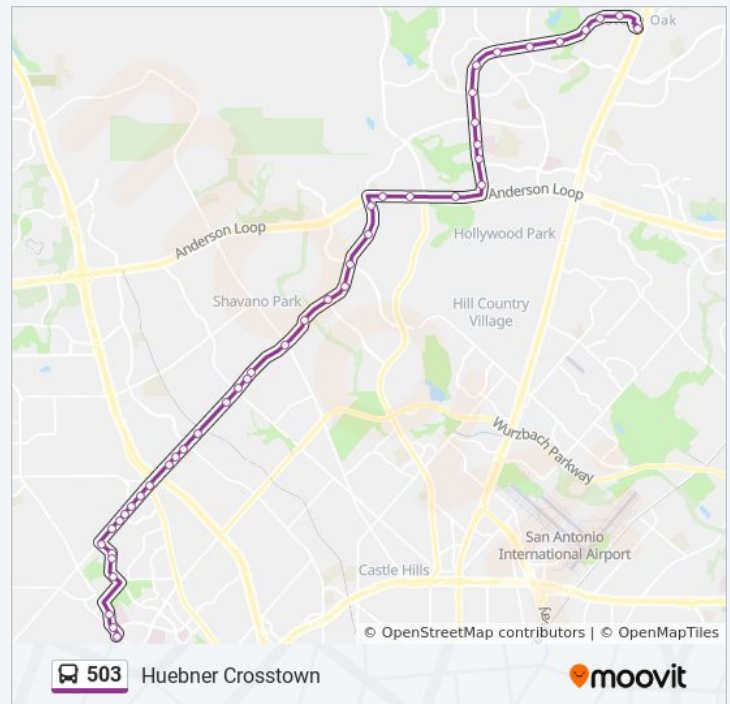 Oak
Anderson Loop
Hollywood Park
Anderson Loop
Shavano Park
Hill Country
Village
Wurzbach Parkway
San Antonio
International Airport
Castle Hills
© OpenStreetMap contributors | © OpenMapTiles
503 Huebner Crosstown
moovit